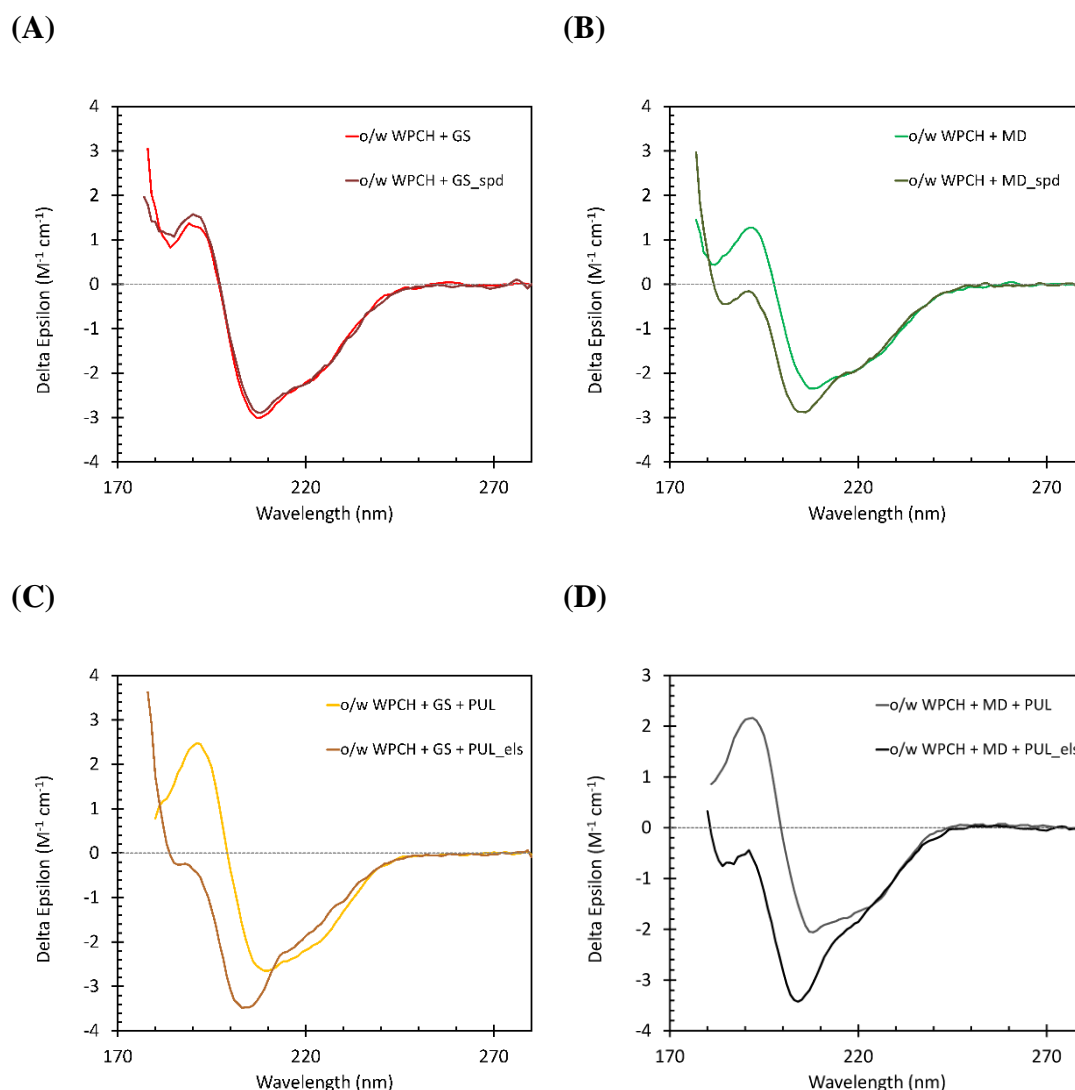 (A)
4
3
2
1
0
-1
-2
-3
-4
170
220
270
Delta Epsilon (M⁻¹ cm⁻¹)
Wavelength (nm)
o/w WPCH + GS
o/w WPCH + GS_spd
(B)
4
3
2
1
0
-1
-2
-3
-4
170
220
270
Delta Epsilon (M⁻¹ cm⁻¹)
Wavelength (nm)
o/w WPCH + MD
o/w WPCH + MD_spd
(C)
4
3
2
1
0
-1
-2
-3
-4
170
220
270
Delta Epsilon (M⁻¹ cm⁻¹)
Wavelength (nm)
o/w WPCH + GS + PUL
o/w WPCH + GS + PUL_els
(D)
3
2
1
0
-1
-2
-3
-4
170
220
270
Delta Epsilon (M⁻¹ cm⁻¹)
Wavelength (nm)
o/w WPCH + MD + PUL
o/w WPCH + MD + PUL_els